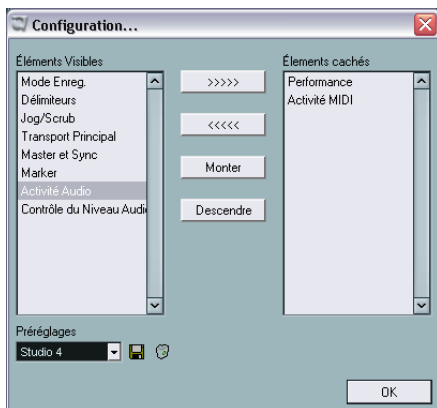 Configuration...
Éléments Visibles
Mode Enreg.
Délimiteurs
Jog/Scrub
Transport Principal
Master et Sync
Marker
Activité Audio
Contrôle du Niveau Audi
>>>>>
<<<<<
Monter
Descendre
Élements cachés
Performance
Activité MIDI
Préréglages
Studio 4
OK